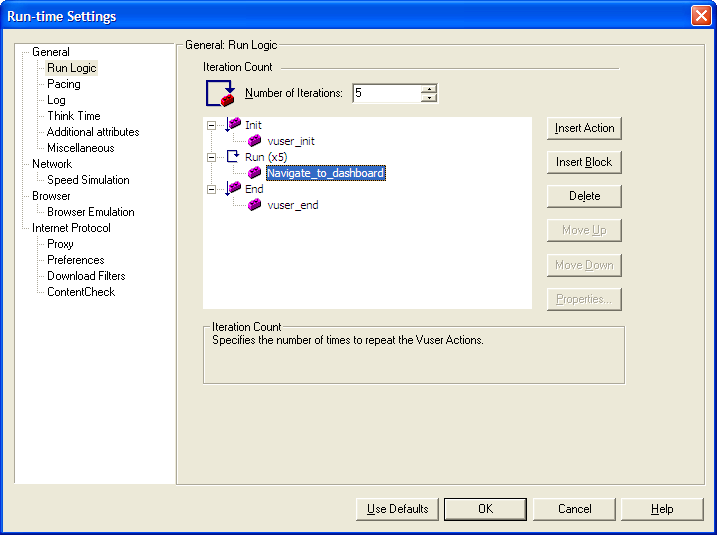 Run-time Settings
General
Run Logic
Pacing
Log
Think Time
Additional attributes
Miscellaneous
Network
Speed Simulation
Browser
Browser Emulation
Internet Protocol
Proxy
Preferences
Download Filters
ContentCheck
General: Run Logic
Iteration Count
Number of Iterations: 5
Init
vuser_init
Run (x5)
Navigate_to_dashboard
End
vuser_end
Insert Action
Insert Block
Delete
Move Up
Move Down
Properties...
Iteration Count
Specifies the number of times to repeat the Vuser Actions.
Use Defaults OK Cancel Help